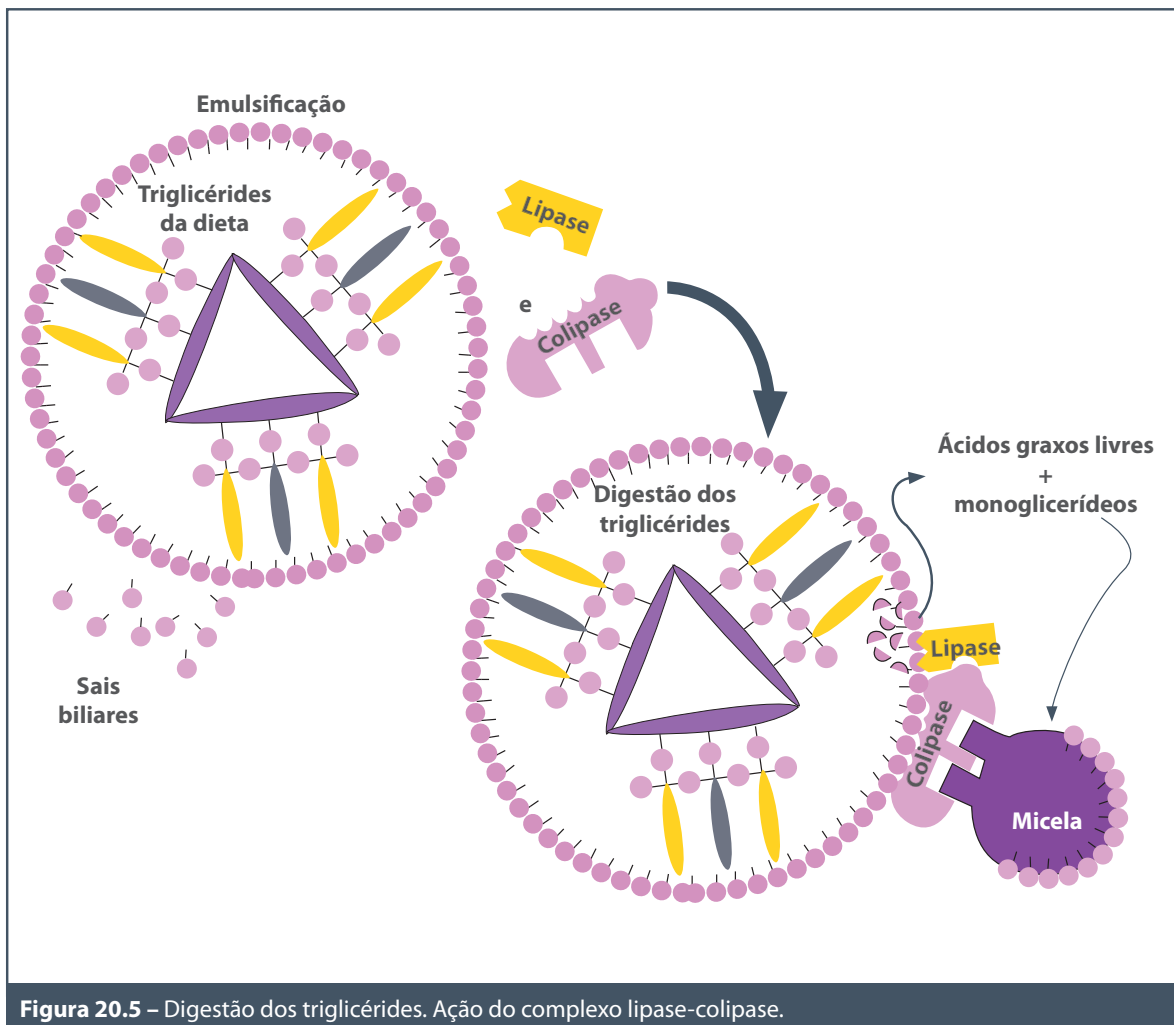 Emulsificação
Triglicérides
da dieta
Lipase
e
Colipase
Sais
biliares
Digestão dos
triglicérides
Ácidos graxos livres
+
monoglicerídeos
Lipase
Colipase
Micela
Figura 20.5 – Digestão dos triglicérides. Ação do complexo lipase-colipase.